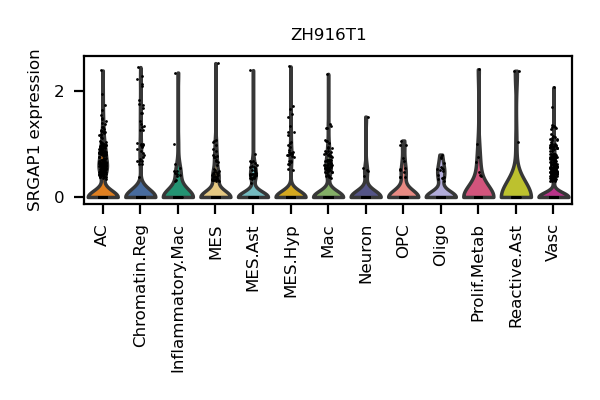 ZH916T1
SRGAP1 expression
2
0
AC
Chromatin.Reg
Inflammatory.Mac
MES
MES.Ast
MES.Hyp
Mac
Neuron
OPC
Oligo
Prolif.Metab
Reactive.Ast
Vasc